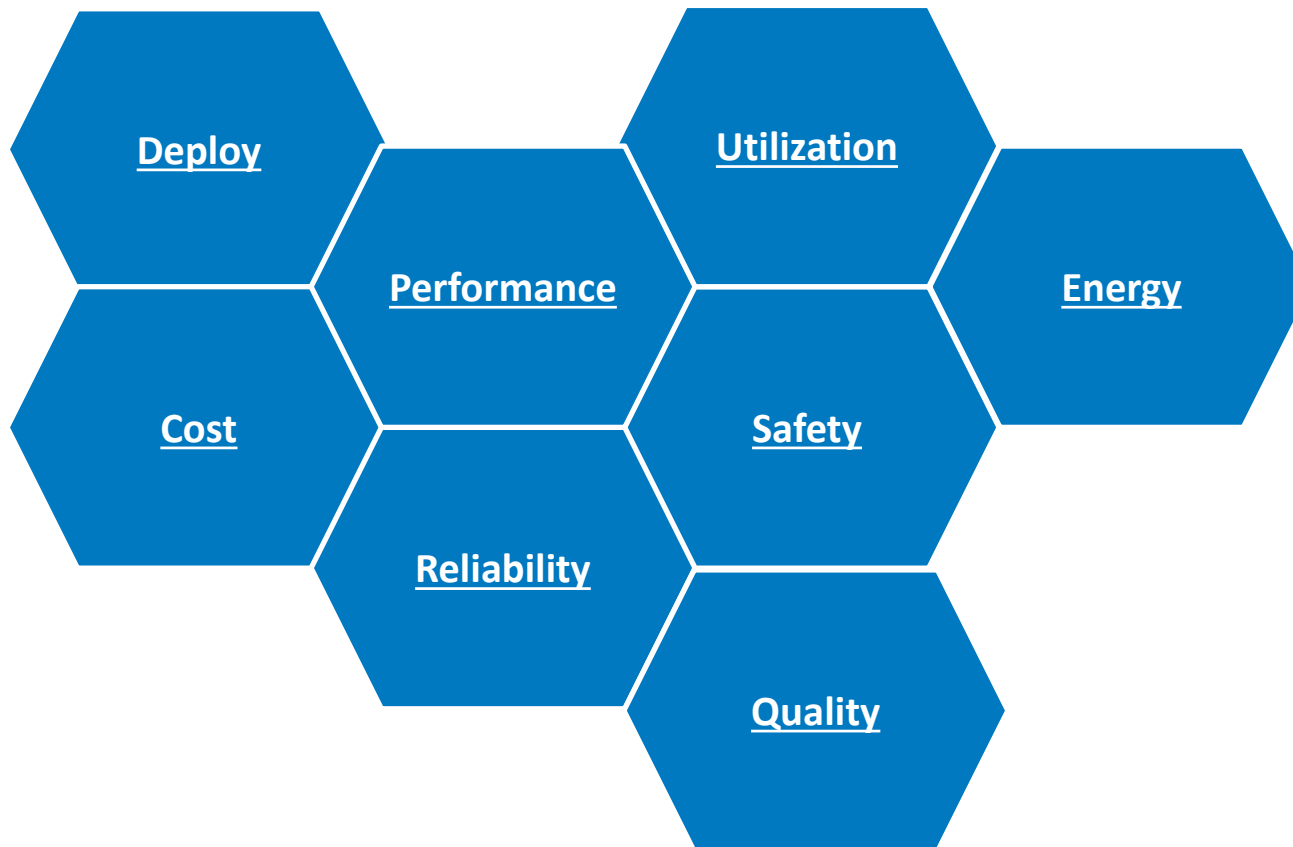 Deploy
Utilization
Performance
Energy
Cost
Safety
Reliability
Quality